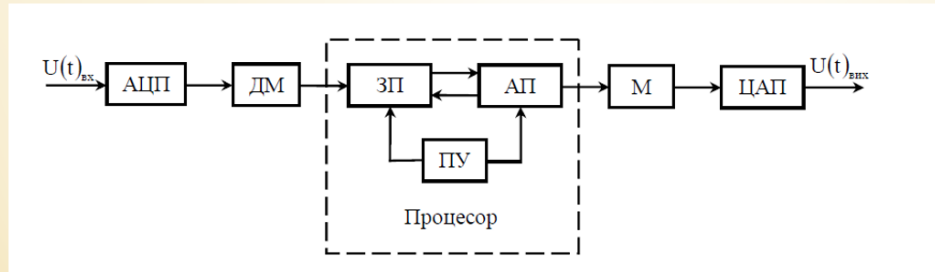 U(t)вх
АЦП
ДМ
ЗП
АП
М
ЦАП
U(t)вих
ПУ
Процесор